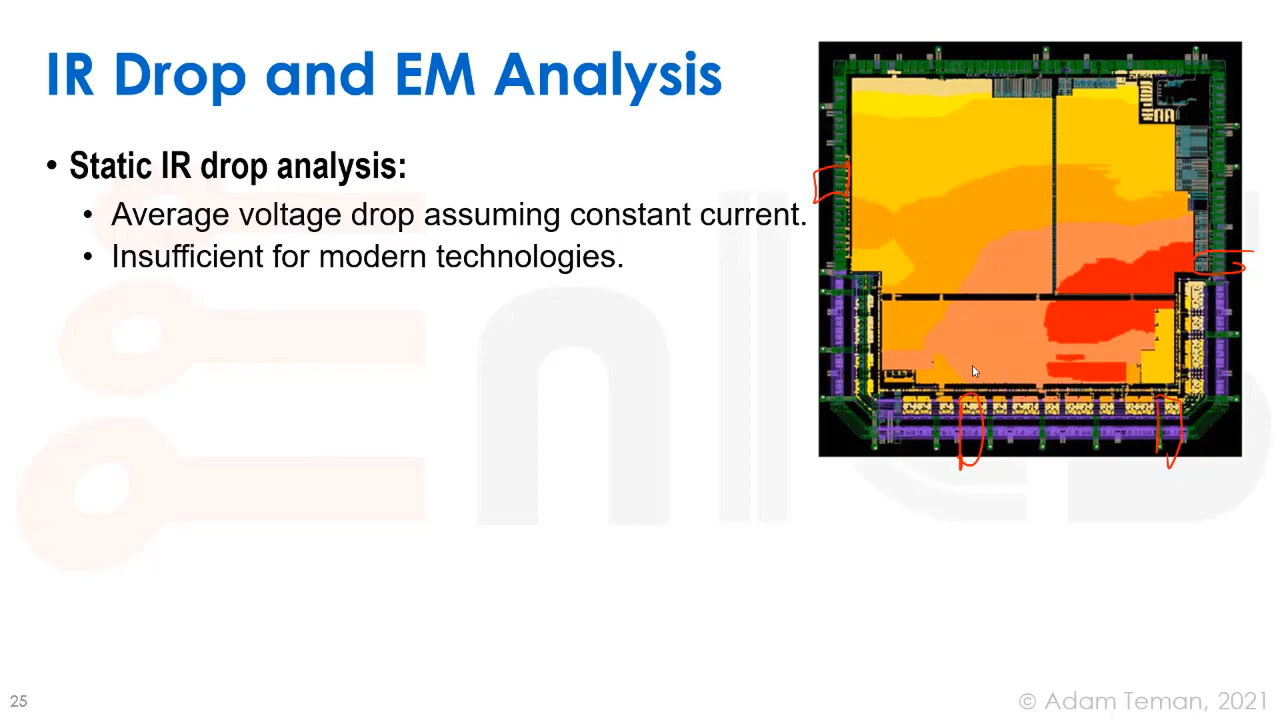 IR Drop and EM Analysis
• Static IR drop analysis:
• Average voltage drop assuming constant current.
• Insufficient for modern technologies.
25
© Adam Teman, 2021